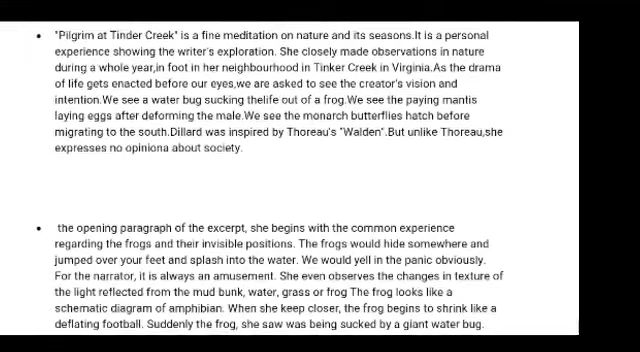 • "Pilgrim at Tinder Creek" is a fine meditation on nature and its seasons.It is a personal
experience showing the writer's exploration. She closely made observations in nature
during a whole year,in foot in her neighbourhood in Tinker Creek in Virginia.As the drama
of life gets enacted before our eyes,we are asked to see the creator's vision and
intention.We see a water bug sucking thelife out of a frog.We see the paying mantis
laying eggs after deforming the male.We see the monarch butterflies hatch before
migrating to the south.Dillard was inspired by Thoreau's "Walden".But unlike Thoreau,she
expresses no opiniona about society.
• the opening paragraph of the excerpt, she begins with the common experience
regarding the frogs and their invisible positions. The frogs would hide somewhere and
jumped over your feet and splash into the water. We would yell in the panic obviously.
For the narrator, it is always an amusement. She even observes the changes in texture of
the light reflected from the mud bunk, water, grass or frog The frog looks like a
schematic diagram of amphibian. When she keep closer, the frog begins to shrink like a
deflating football. Suddenly the frog, she saw was being sucked by a giant water bug.